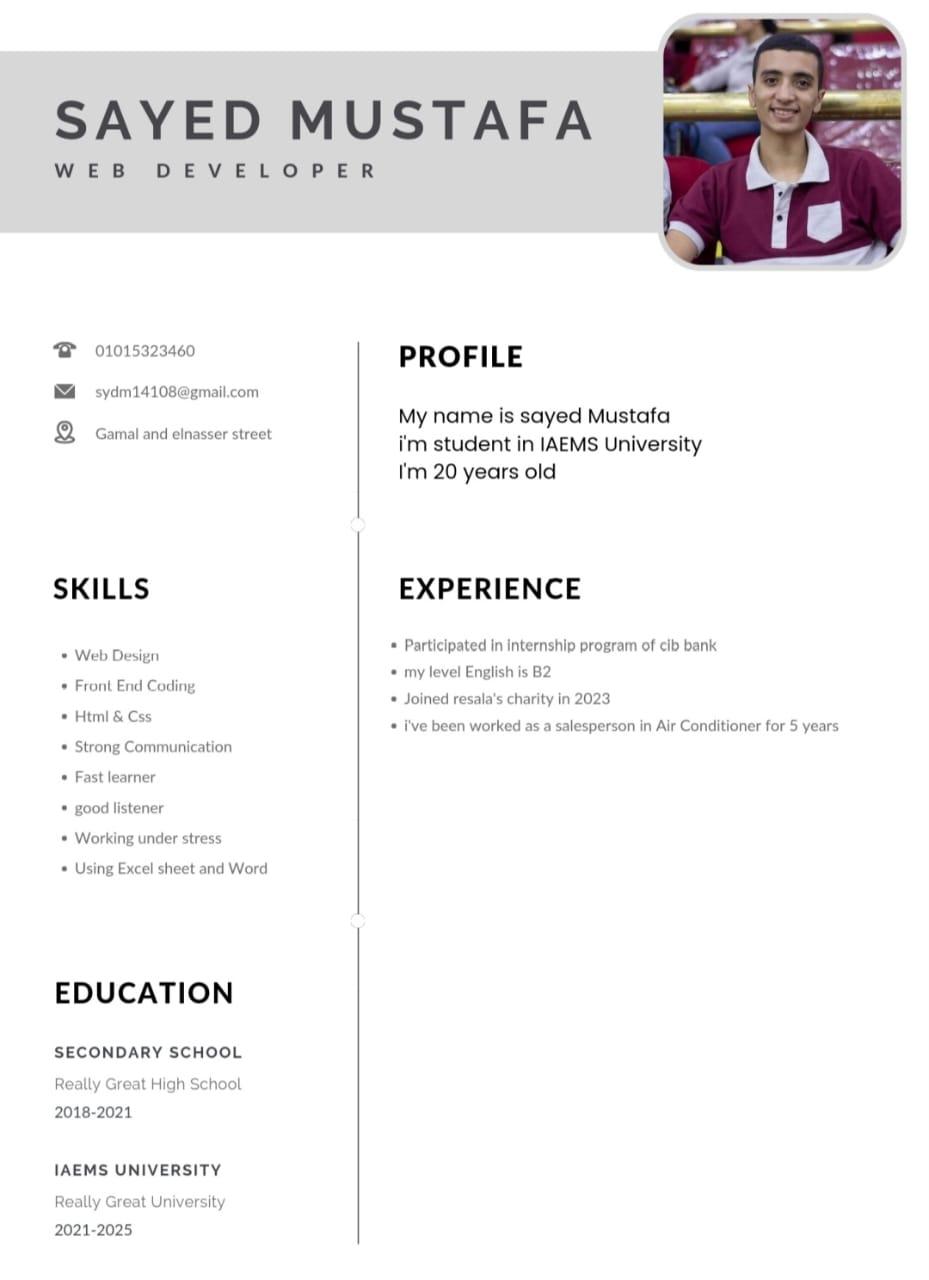 SAYED MUSTAFA
WEB DEVELOPER
01015323460
sydm14108@gmail.com
Gamal and elnasser street
PROFILE
My name is sayed Mustafa
i'm student in IAEMS University
I'm 20 years old
SKILLS
• Web Design
• Front End Coding
• Html & Css
• Strong Communication
• Fast learner
• good listener
• Working under stress
• Using Excel sheet and Word
EXPERIENCE
• Participated in internship program of cib bank
• my level English is B2
• Joined resala's charity in 2023
• i've been worked as a salesperson in Air Conditioner for 5 years
EDUCATION
SECONDARY SCHOOL
Really Great High School
2018-2021
IAEMS UNIVERSITY
Really Great University
2021-2025